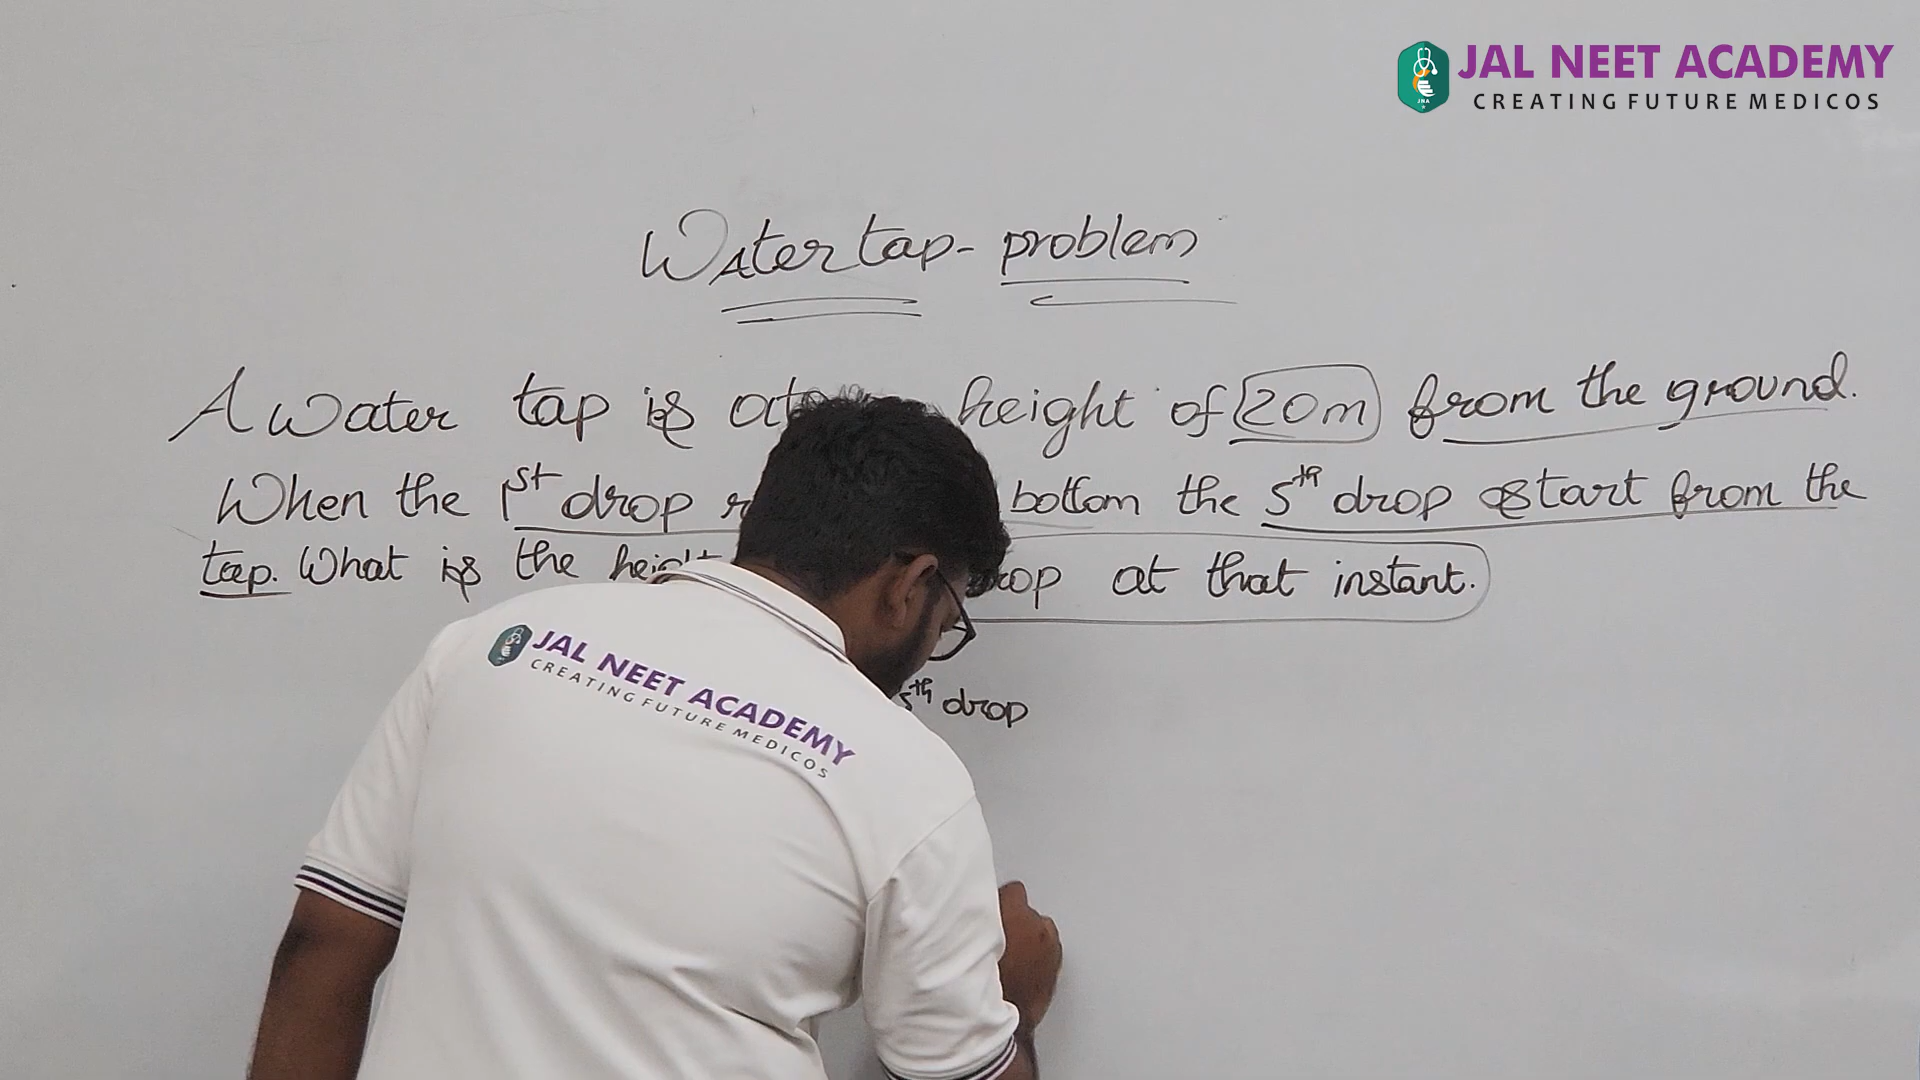 JAL NEET ACADEMY
CREATING FUTURE MEDICOS
JNA
Water tap - problem
A water tap is at height of 20m from the ground.
When the 1st drop bottom the 5th drop start from the
tap. What is the height at that instant.
5th drop
JAL NEET ACADEMY
CREATING FUTURE MEDICOS